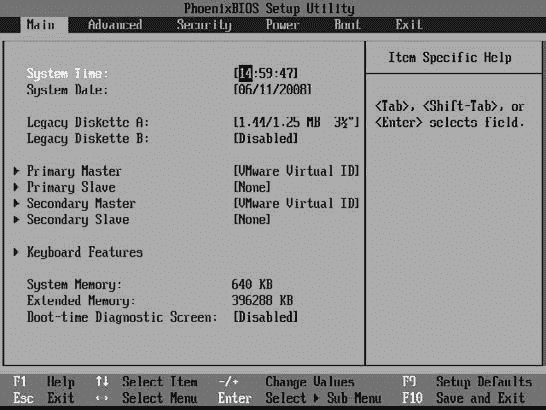 PhoenixBIOS Setup Utility
Main Advanced Security Power Boot Exit
Item Specific Help
System Time: [14:59:47]
System Date: [06/11/2008]
<Tab>, <Shift-Tab>, or
<Enter> selects field.
Legacy Diskette A: [1.44/1.25 MB 3½"]
Legacy Diskette B: [Disabled]
▶ Primary Master [VMware Virtual ID]
▶ Primary Slave [None]
▶ Secondary Master [VMware Virtual ID]
▶ Secondary Slave [None]
▶ Keyboard Features
System Memory: 640 KB
Extended Memory: 396288 KB
Boot-time Diagnostic Screen: [Disabled]
F1 Help ↑↓ Select Item -/+ Change Values F9 Setup Defaults
Esc Exit ↔ Select Menu Enter Select ▶ Sub-Menu F10 Save and Exit